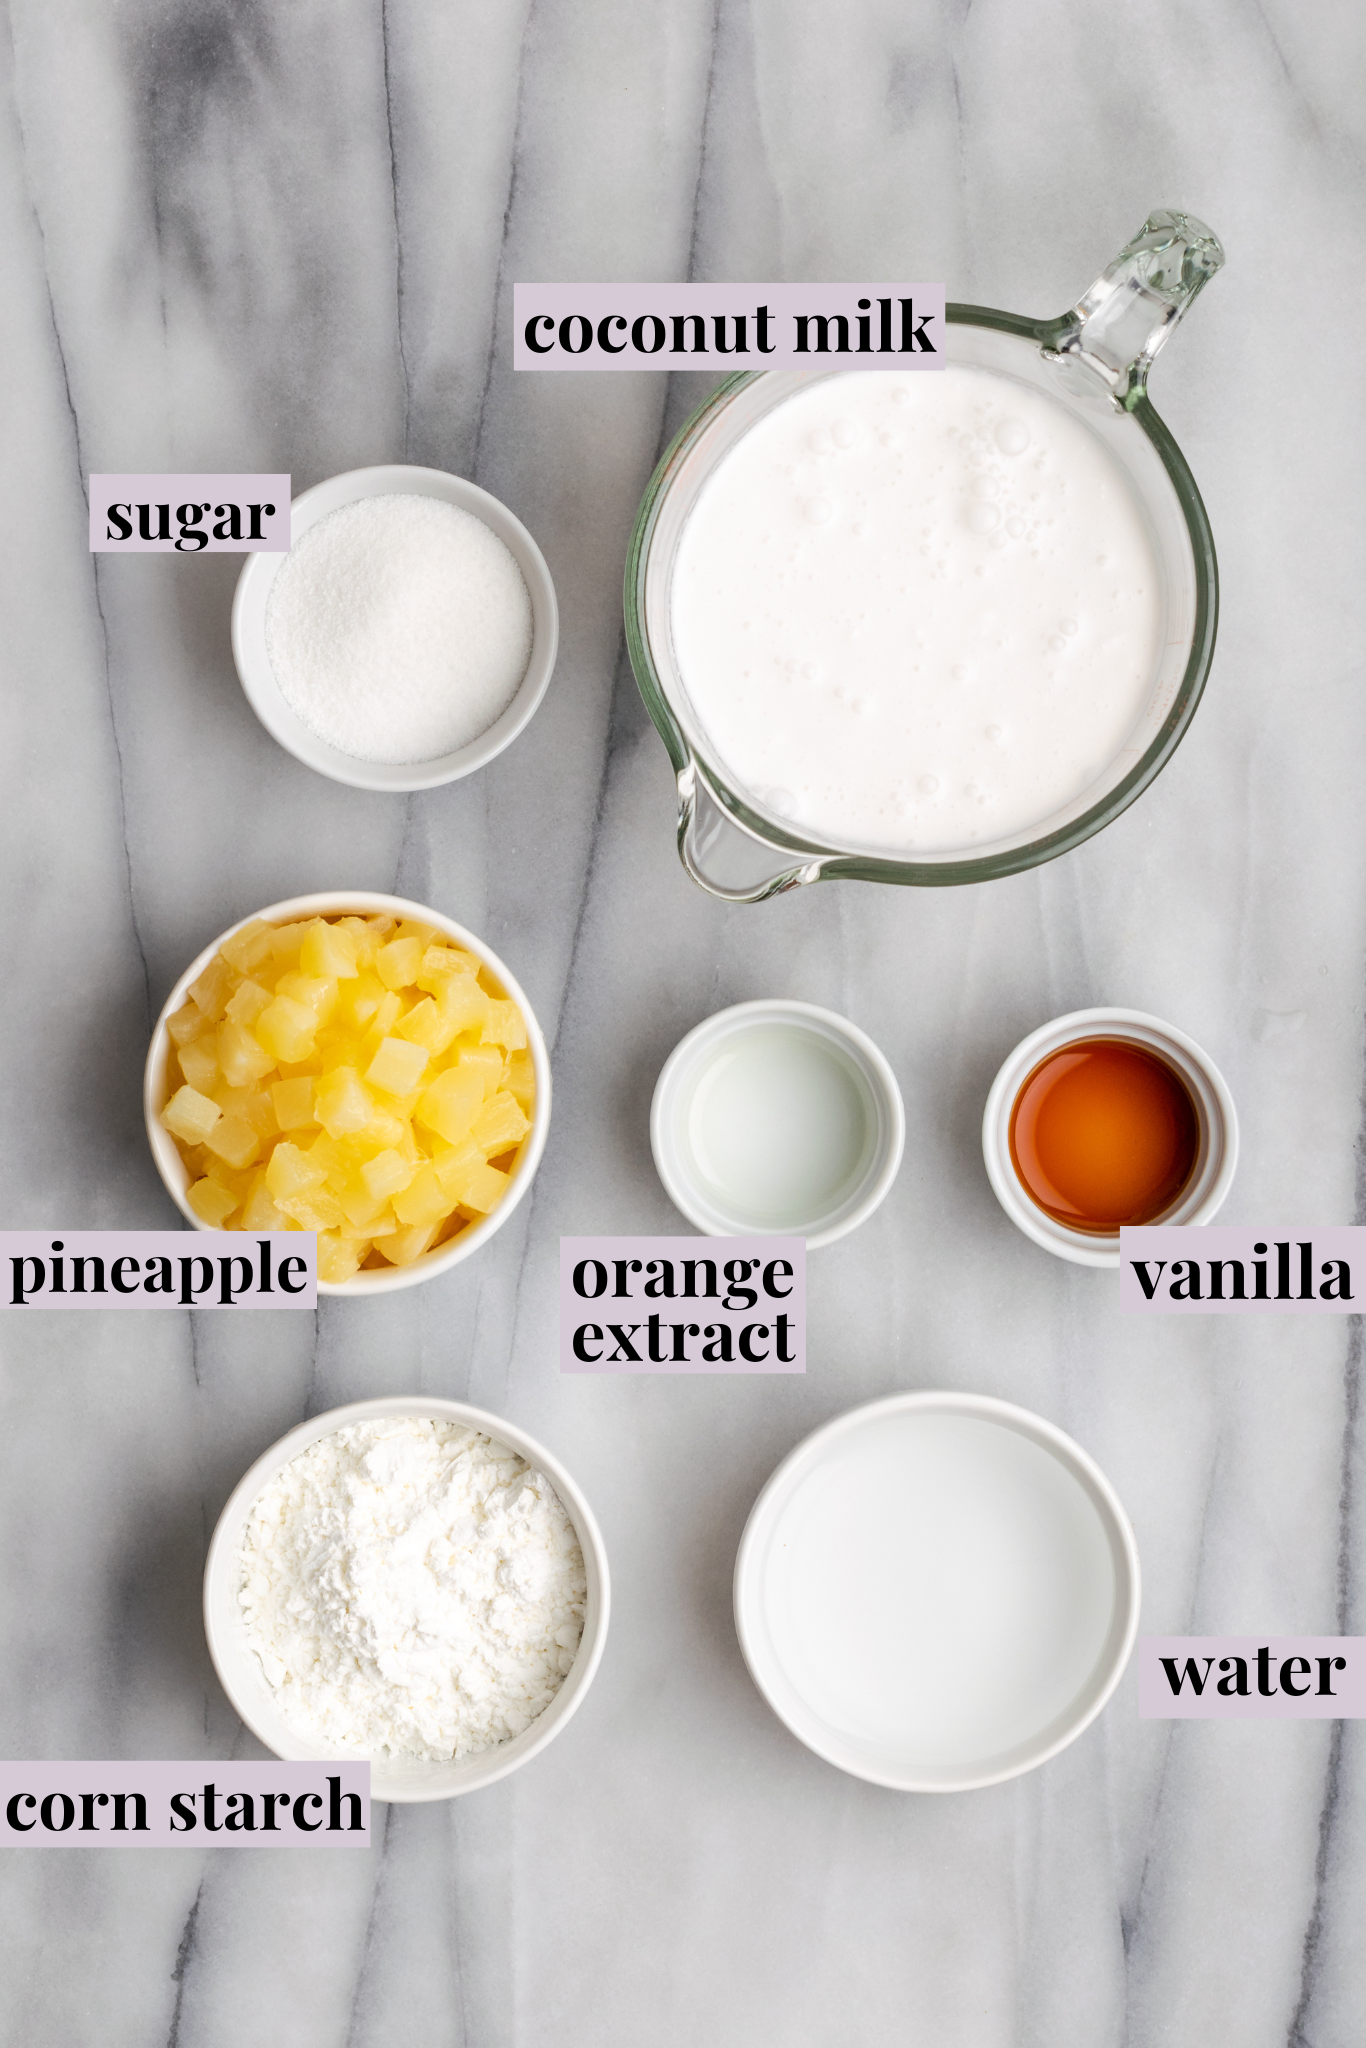 coconut milk
sugar
pineapple
orange
extract
vanilla
corn starch
water